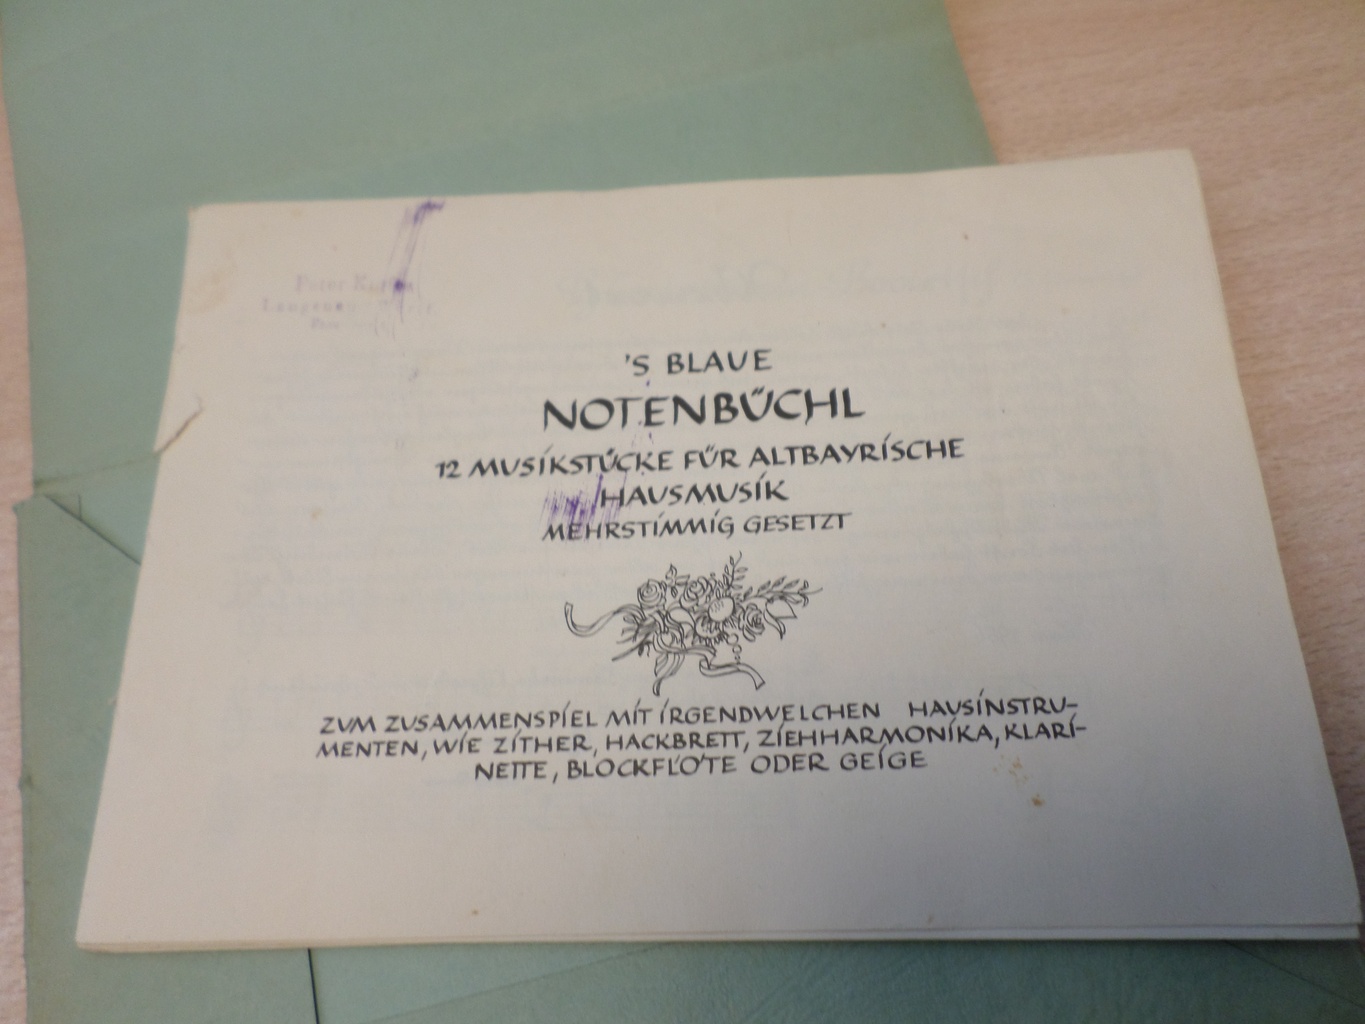 Peter
'S BLAUE
NOTENBÜCHL
12 MUSIKSTÜCKE FÜR ALTBAYRISCHE
HAUSMUSIK
MEHRSTIMMIG GESETZT
ZUM ZUSAMMENSPIEL MIT IRGENDWELCHEN HAUSINSTRU-
MENTEN, WIE ZITHER, HACKBRETT, ZIEHHARMONIKA, KLARI-
NETTE, BLOCKFLÖTE ODER GEIGE